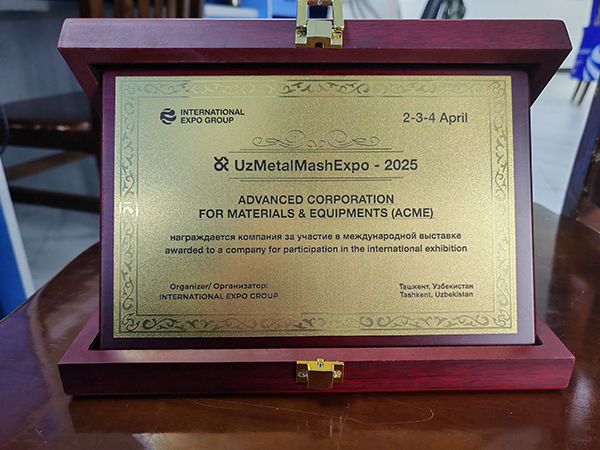 INTERNATIONAL
EXPO GROUP
2-3-4 April
UzMetalMashExpo - 2025
ADVANCED CORPORATION
FOR MATERIALS & EQUIPMENTS (ACME)
награждается компания за участие в международной выставке
awarded to a company for participation in the international exhibition
Organizer/ Организатор:
INTERNATIONAL EXPO GROUP
Ташкент, Узбекистан
Tashkent, Uzbekistan